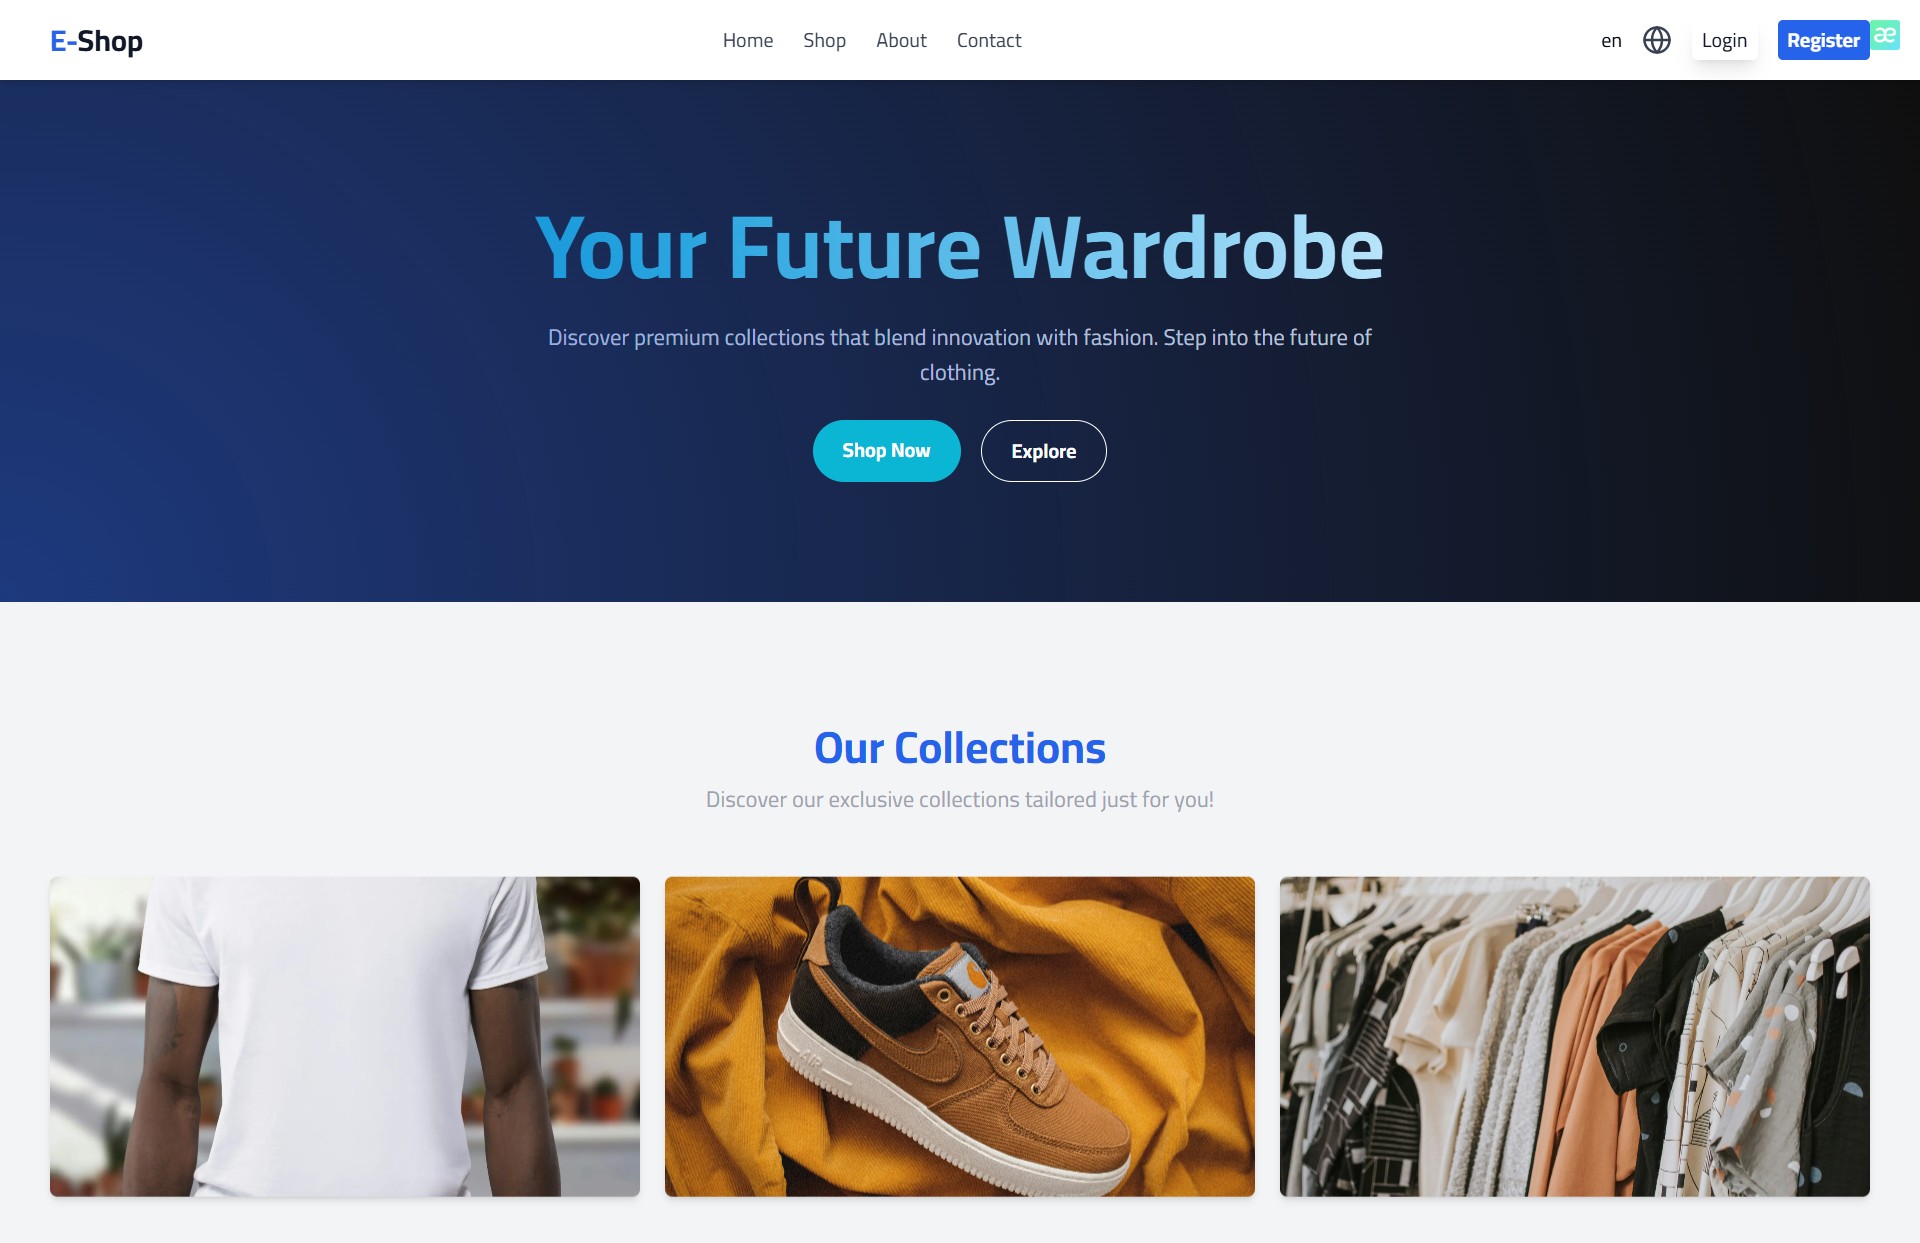 E-Shop
Home Shop About Contact
en Login Register æ
Your Future Wardrobe
Discover premium collections that blend innovation with fashion. Step into the future of
clothing.
Shop Now Explore
Our Collections
Discover our exclusive collections tailored just for you!
AIR